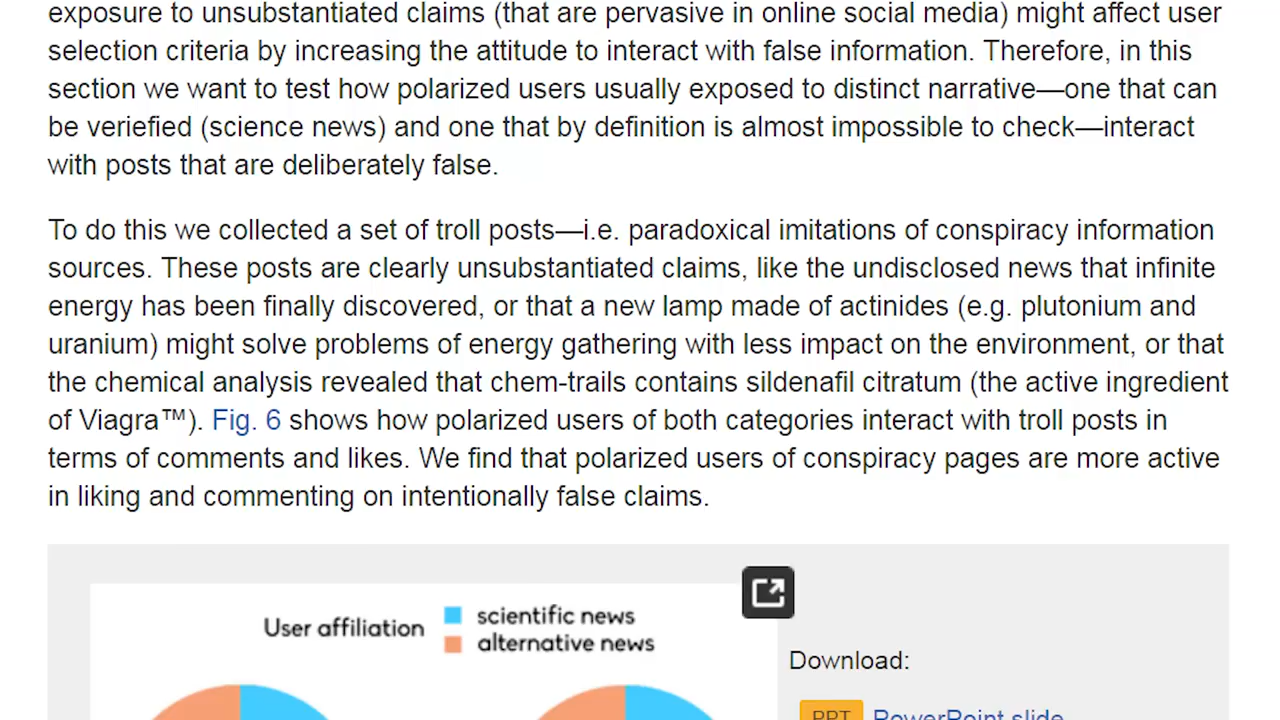 exposure to unsubstantiated claims (that are pervasive in online social media) might affect user
selection criteria by increasing the attitude to interact with false information. Therefore, in this
section we want to test how polarized users usually exposed to distinct narrative—one that can
be veriefied (science news) and one that by definition is almost impossible to check—interact
with posts that are deliberately false.
To do this we collected a set of troll posts—i.e. paradoxical imitations of conspiracy information
sources. These posts are clearly unsubstantiated claims, like the undisclosed news that infinite
energy has been finally discovered, or that a new lamp made of actinides (e.g. plutonium and
uranium) might solve problems of energy gathering with less impact on the environment, or that
the chemical analysis revealed that chem-trails contains sildenafil citratum (the active ingredient
of Viagra™). Fig. 6 shows how polarized users of both categories interact with troll posts in
terms of comments and likes. We find that polarized users of conspiracy pages are more active
in liking and commenting on intentionally false claims.
User affiliation
scientific news
alternative news
Download:
PPT PowerPoint slide